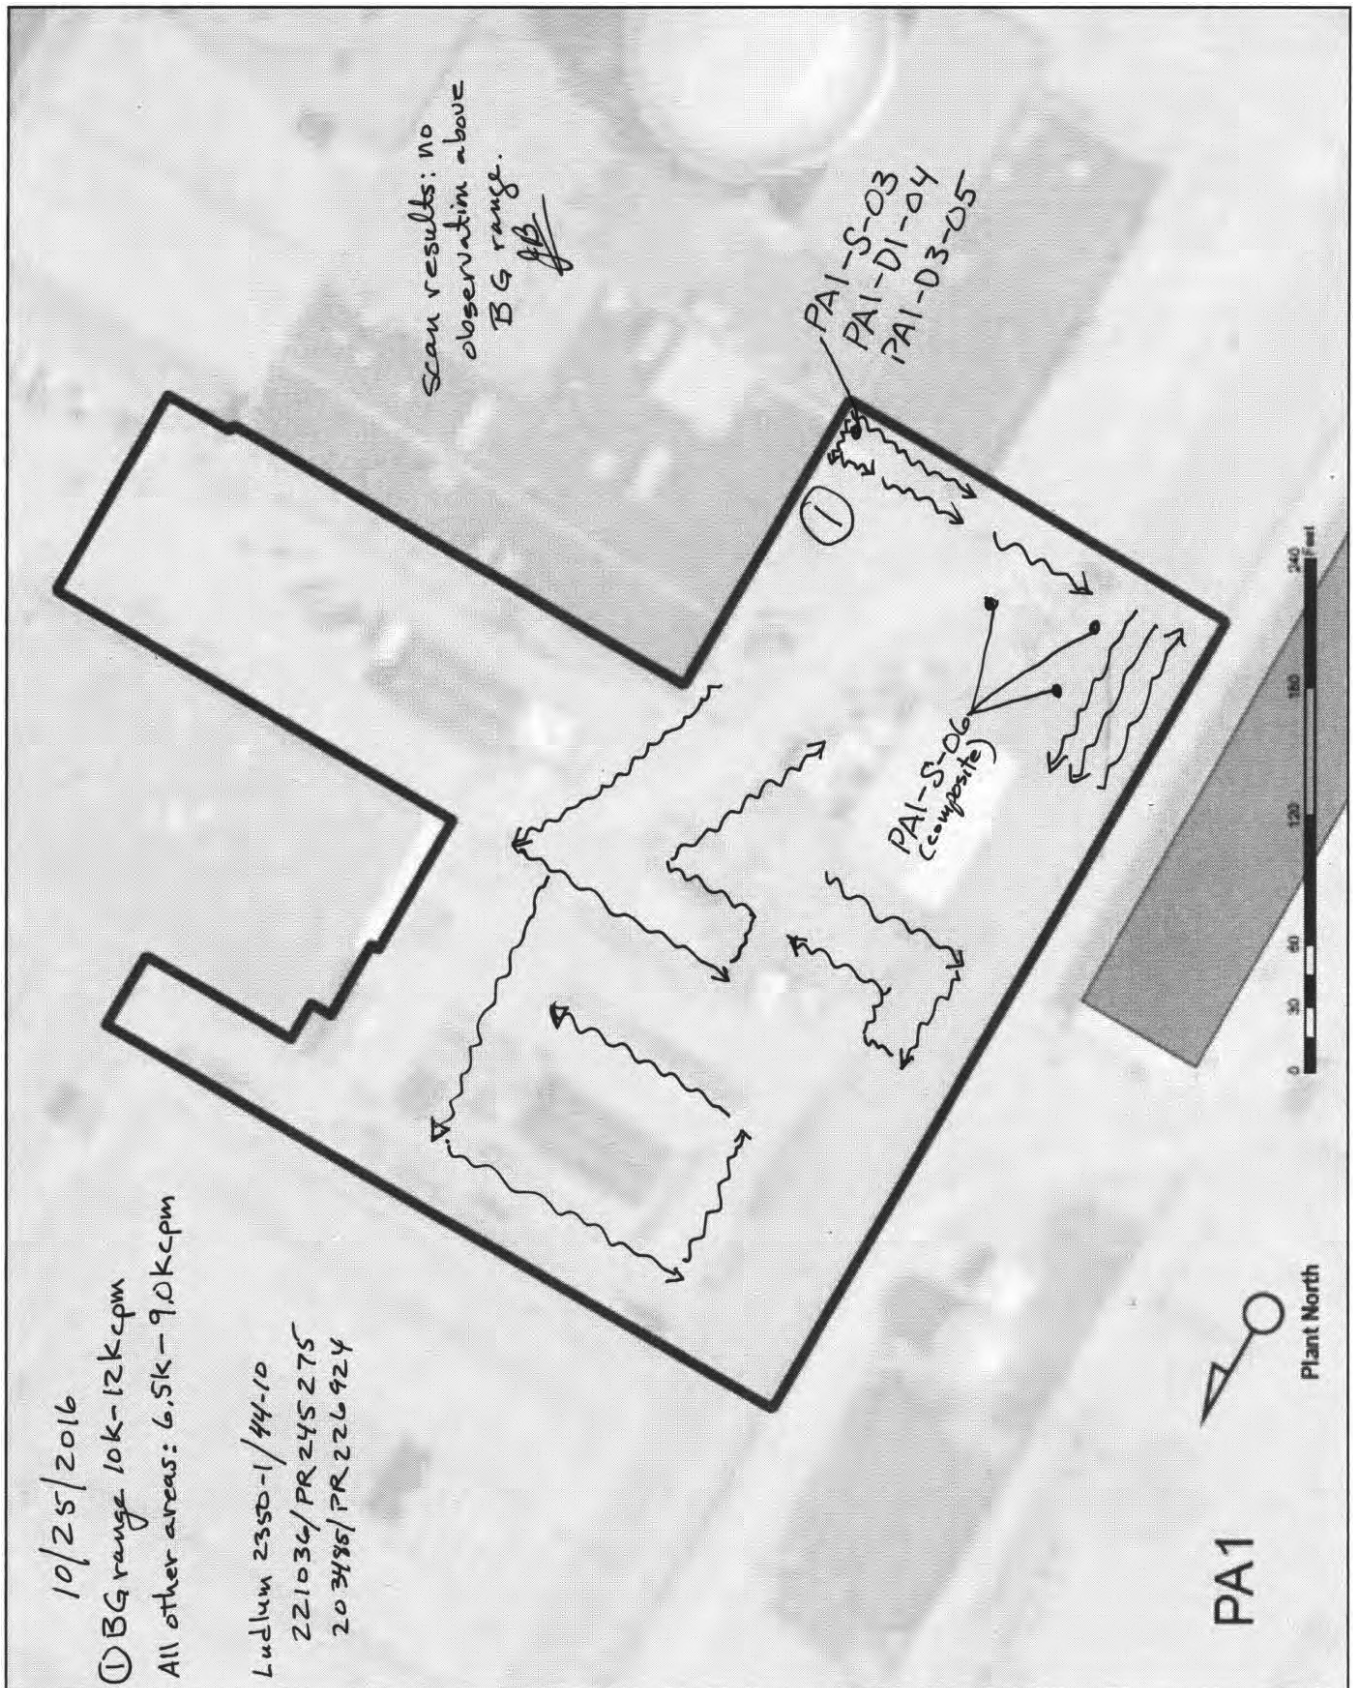 10/25/2016
① BG range 10K-12Kcpm
All other areas: 6.5K-9.0Kcpm
Ludlum 2350-1/44-10
221036/PR245275
203485/PR226924
scan results: no
observation above
BG range.
JB
PA1-S-03
PA1-D1-04
PA1-D3-05
①
PA1-S-06
(composite)
0 30 60 120 180 240
Feet
Plant North
PA1